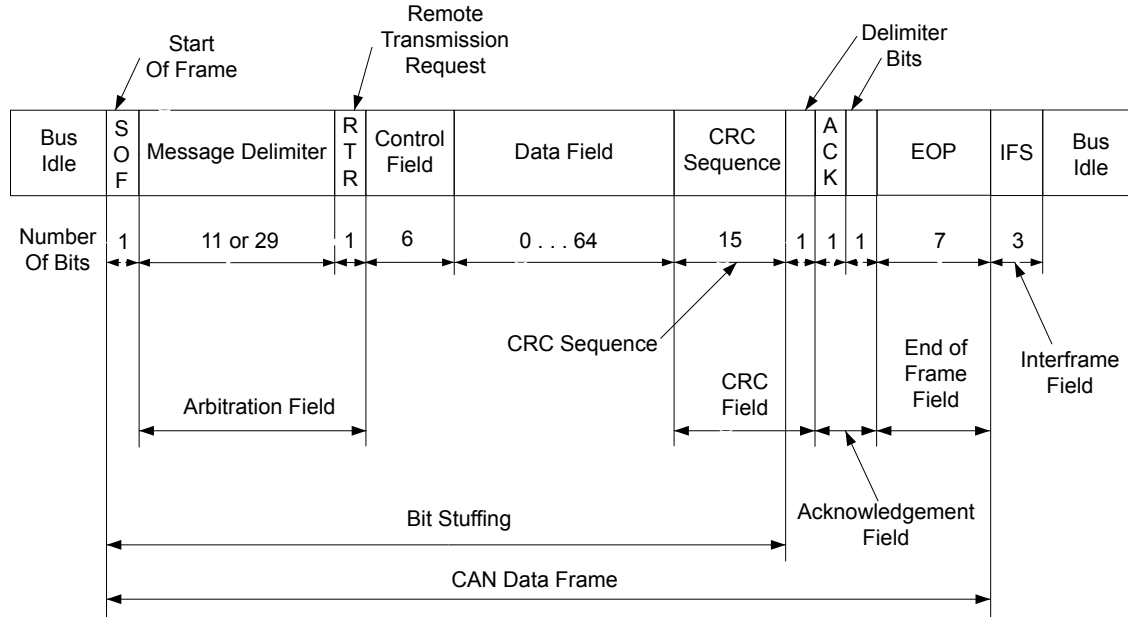 Start
Of Frame
Remote
Transmission
Request
Delimiter
Bits
Bus
Idle
S
O
F
Message Delimiter
R
T
R
Control
Field
Data Field
CRC
Sequence
A
C
K
EOP
IFS
Bus
Idle
Number
Of Bits
1
11 or 29
1
6
0 . . . 64
15
1
1
1
7
3
CRC Sequence
Arbitration Field
CRC
Field
End of
Frame
Field
Interframe
Field
Acknowledgement
Field
Bit Stuffing
CAN Data Frame